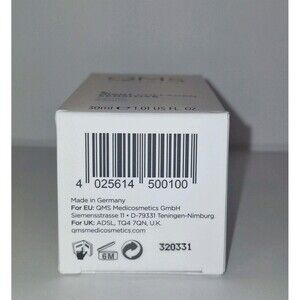 QMS
30ml ℮ 1.01 US FL. OZ
4 025614 500100
Made in Germany
For EU: QMS Medicosmetics GmbH
Siemensstrasse 11 • D-79331 Teningen-Nimburg
For UK: ADSL, TQ4 7QN, U.K.
qmsmedicosmetics.com
6M
320331